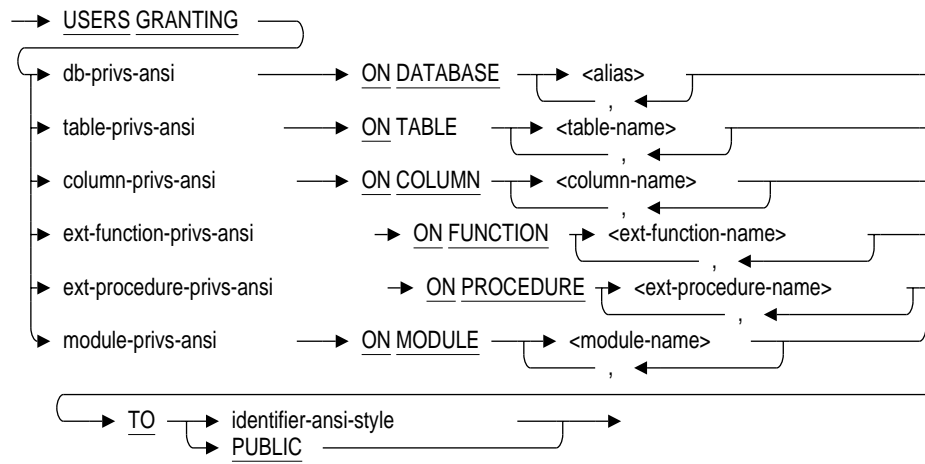 USERS GRANTING
db-privs-ansi ON DATABASE <alias>
,
table-privs-ansi ON TABLE <table-name>
,
column-privs-ansi ON COLUMN <column-name>
,
ext-function-privs-ansi ON FUNCTION <ext-function-name>
,
ext-procedure-privs-ansi ON PROCEDURE <ext-procedure-name>
,
module-privs-ansi ON MODULE <module-name>
,
TO identifier-ansi-style
PUBLIC